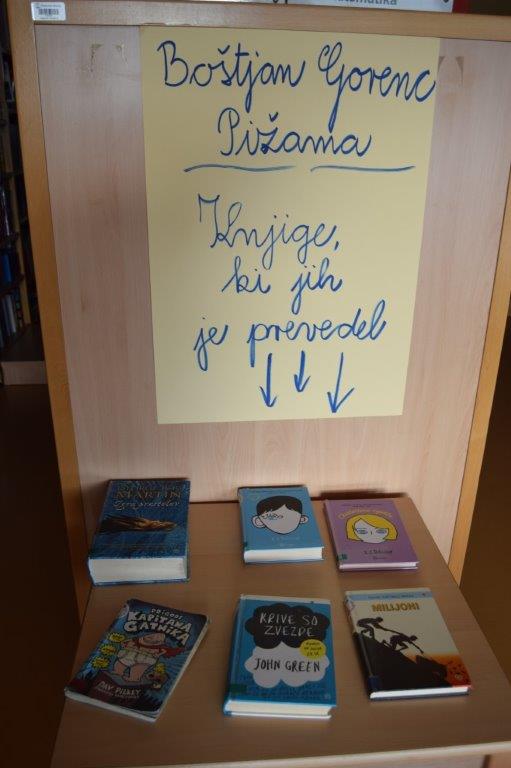 Boštjan Gorenc
Pižama
Knjige,
ki jih
je prevedel
MARTIN
Igra prestolov
MILIJONI
DOGODIVŠČINE
KAPITANA
GATNIKA
DAV PILKEY
KRIVE SO
ZVEZDE
JOHN GREEN